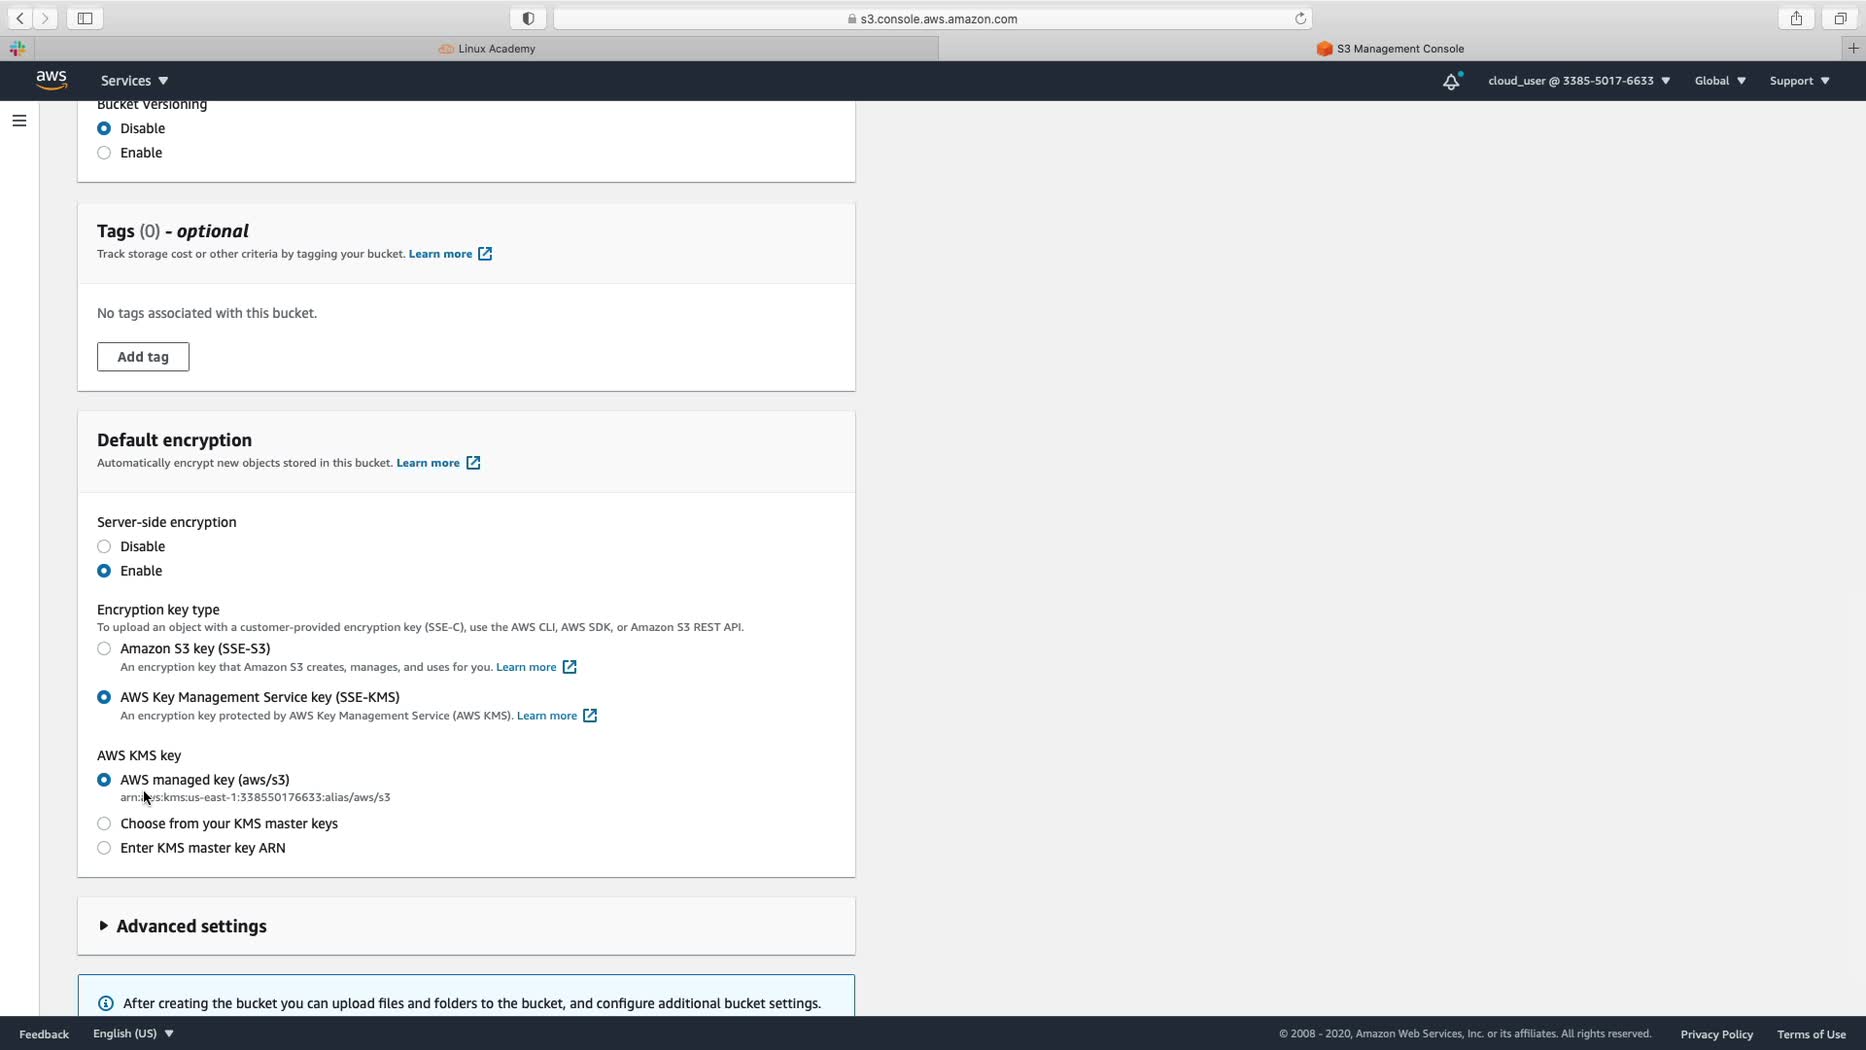 s3.console.aws.amazon.com
Linux Academy
S3 Management Console
aws
Services
cloud_user @ 3385-5017-6633
Global
Support
Bucket Versioning
Disable
Enable
Tags (0) - optional
Track storage cost or other criteria by tagging your bucket. Learn more
No tags associated with this bucket.
Add tag
Default encryption
Automatically encrypt new objects stored in this bucket. Learn more
Server-side encryption
Disable
Enable
Encryption key type
To upload an object with a customer-provided encryption key (SSE-C), use the AWS CLI, AWS SDK, or Amazon S3 REST API.
Amazon S3 key (SSE-S3)
An encryption key that Amazon S3 creates, manages, and uses for you. Learn more
AWS Key Management Service key (SSE-KMS)
An encryption key protected by AWS Key Management Service (AWS KMS). Learn more
AWS KMS key
AWS managed key (aws/s3)
arn:aws:kms:us-east-1:338550176633:alias/aws/s3
Choose from your KMS master keys
Enter KMS master key ARN
Advanced settings
After creating the bucket you can upload files and folders to the bucket, and configure additional bucket settings.
Feedback
English (US)
© 2008 - 2020, Amazon Web Services, Inc. or its affiliates. All rights reserved.
Privacy Policy
Terms of Use